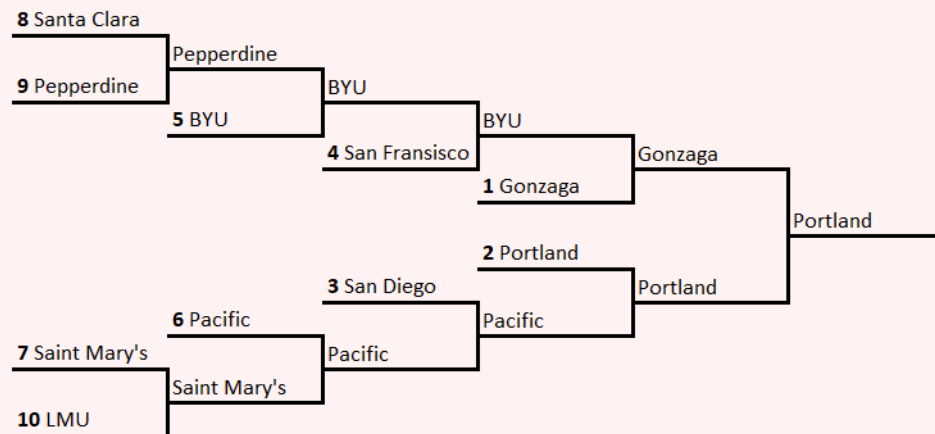 8 Santa Clara
Pepperdine
9 Pepperdine
BYU
5 BYU
BYU
4 San Fransisco
Gonzaga
1 Gonzaga
Portland
2 Portland
3 San Diego
Portland
6 Pacific
Pacific
7 Saint Mary's
Pacific
Saint Mary's
10 LMU